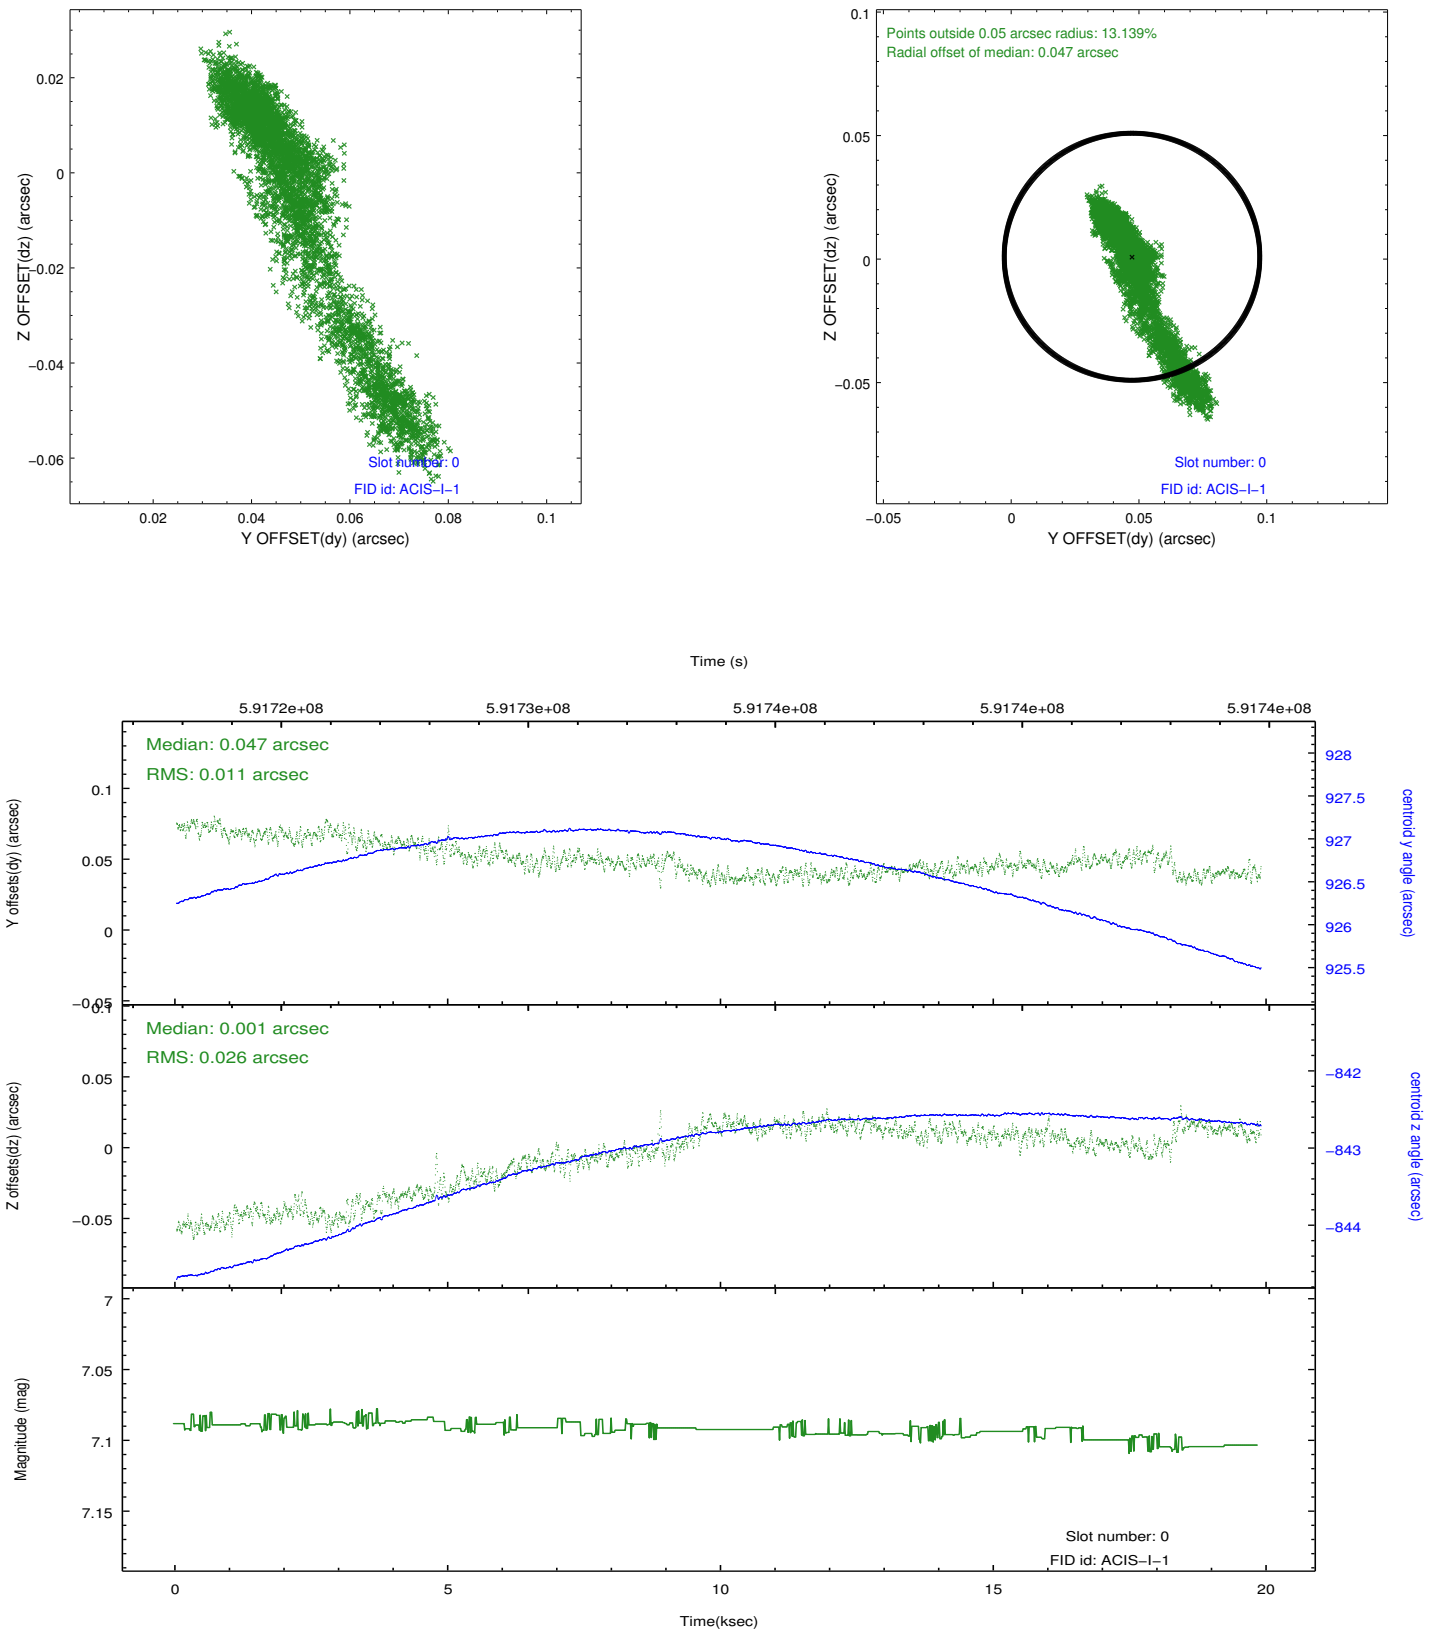 0.02
0
−0.02
−0.04
−0.06
Z OFFSET(dz) (arcsec)
Slot number: 0
FID id: ACIS−I−1
0.02
0.04
0.06
0.08
0.1
Y OFFSET(dy) (arcsec)
Points outside 0.05 arcsec radius: 13.139%
Radial offset of median: 0.047 arcsec
0.1
0.05
0
−0.05
Z OFFSET(dz) (arcsec)
Slot number: 0
FID id: ACIS−I−1
−0.05
0
0.05
0.1
Y OFFSET(dy) (arcsec)
Time (s)
5.9172e+08
5.9173e+08
5.9174e+08
5.9174e+08
5.9174e+08
Median: 0.047 arcsec
RMS: 0.011 arcsec
0.1
0.05
0
−0.05
Y offsets(dy) (arcsec)
928
927.5
927
926.5
926
925.5
centroid y angle (arcsec)
Median: 0.001 arcsec
RMS: 0.026 arcsec
0.1
0.05
0
−0.05
Z offsets(dz) (arcsec)
−842
−843
−844
centroid z angle (arcsec)
7
7.05
7.1
7.15
Magnitude (mag)
Slot number: 0
FID id: ACIS−I−1
0
5
10
15
20
Time(ksec)